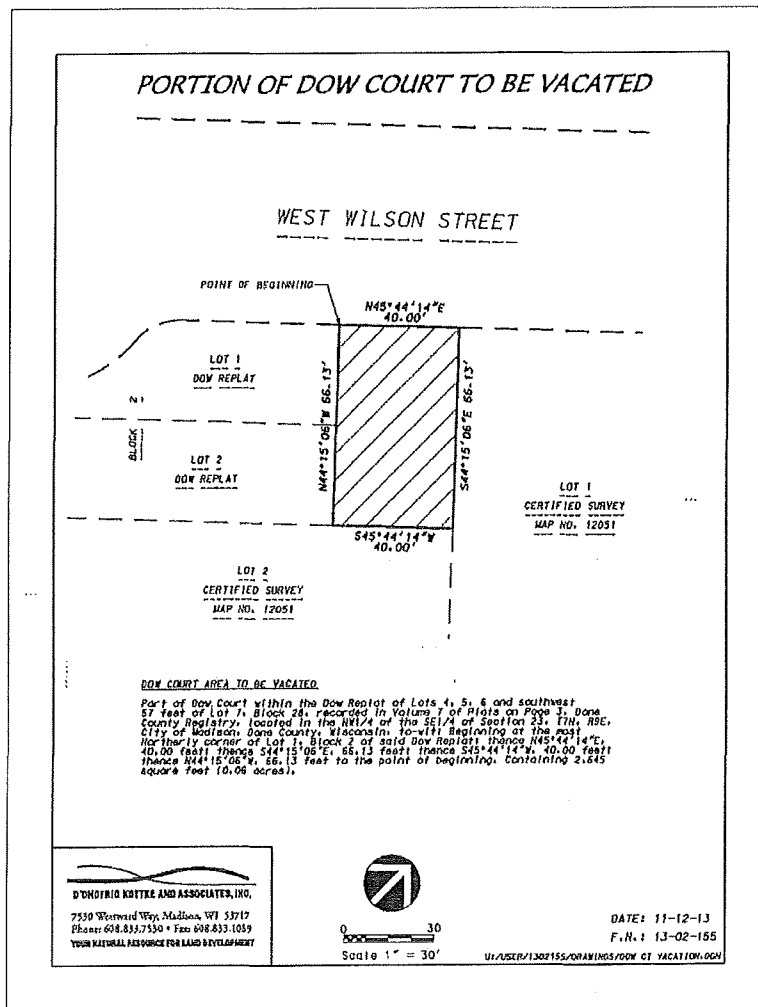 PORTION OF DOW COURT TO BE VACATED
WEST WILSON STREET
POINT OF BEGINNING
N45°44'14"E
40.00'
LOT 1
DOW REPLAT
N44°15'06"W 66.13'
S44°15'06"E 66.13'
BLOCK 2
LOT 2
DOW REPLAT
LOT 1
CERTIFIED SURVEY
MAP NO. 12051
S45°44'14"W
40.00'
LOT 2
CERTIFIED SURVEY
MAP NO. 12051
DOW COURT AREA TO BE VACATED
Part of Dow Court within the Dow Replat of Lots 4, 5, 6 and southwest
57 feet of Lot 7, Block 28, recorded in Volume 7 of Plats on Page 3, Dane
County Registry, located in the NW1/4 of the SE1/4 of Section 23, T7N, R9E,
City of Madison, Dane County, Wisconsin, to-wit: Beginning at the most
Northerly corner of Lot 1, Block 2 of said Dow Replat; thence N45°44'14"E,
40.00 feet; thence S44°15'06"E, 66.13 feet; thence S45°44'14"W, 40.00 feet;
thence N44°15'06"W, 66.13 feet to the point of beginning. Containing 2,645
square feet (0.06 acres).
D'ONOFRIO KOTTKE AND ASSOCIATES, INC.
7530 Westward Way, Madison, WI 53717
Phone: 608.833.7530 • Fax: 608.833.1089
YOUR NATURAL RESOURCE FOR LAND DEVELOPMENT
0 30
Scale 1" = 30'
DATE: 11-12-13
F.N.: 13-02-155
U:/USER/1302155/DRAWINGS/DOW CT VACATION.DGN